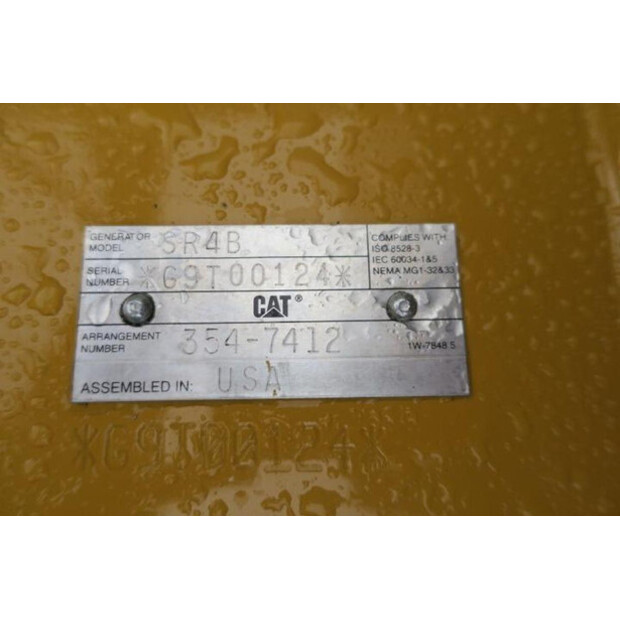 GENERATOR MODEL SR4B
COMPLIES WITH
ISO 8528-3
IEC 60034-1&5
NEMA MG1-32&33
SERIAL NUMBER *G9T00124*
CAT®
ARRANGEMENT NUMBER 354-7412
1W-7848 5
ASSEMBLED IN: USA
*G9T00124*